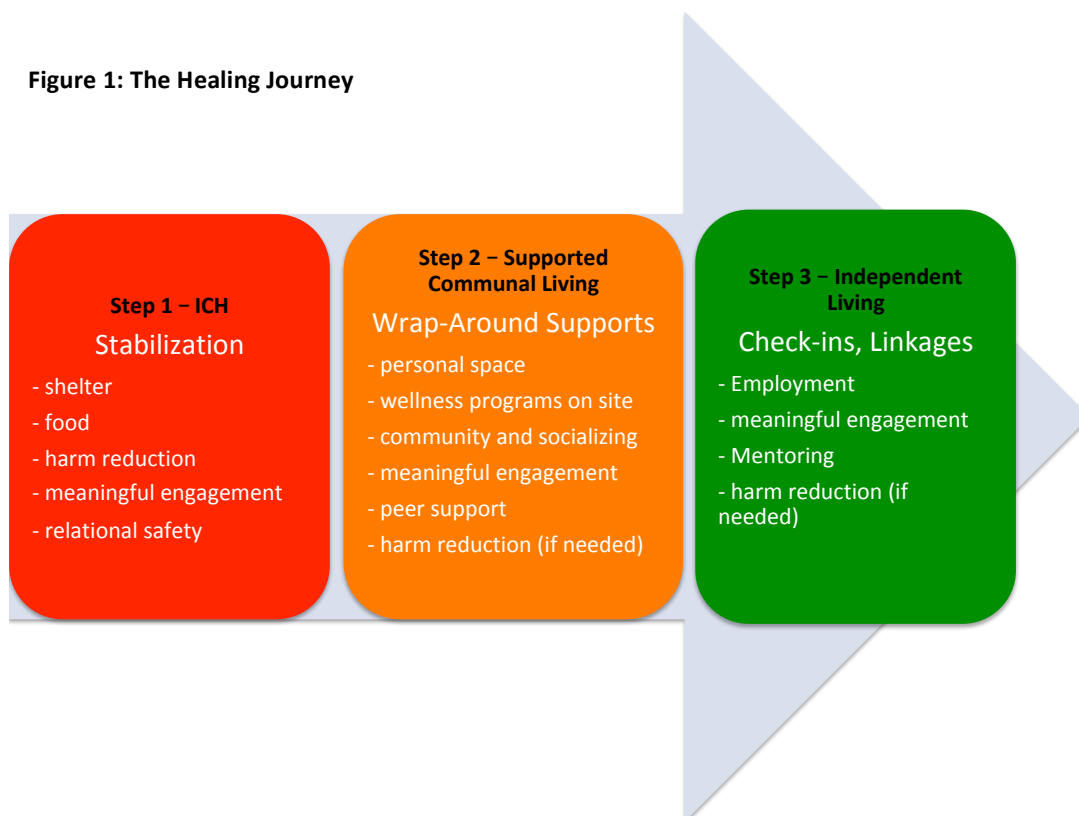 Figure 1: The Healing Journey
Step 1 – ICH
Stabilization
- shelter
- food
- harm reduction
- meaningful engagement
- relational safety
Step 2 – Supported
Communal Living
Wrap-Around Supports
- personal space
- wellness programs on site
- community and socializing
- meaningful engagement
- peer support
- harm reduction (if needed)
Step 3 – Independent
Living
Check-ins, Linkages
- Employment
- meaningful engagement
- Mentoring
- harm reduction (if
needed)